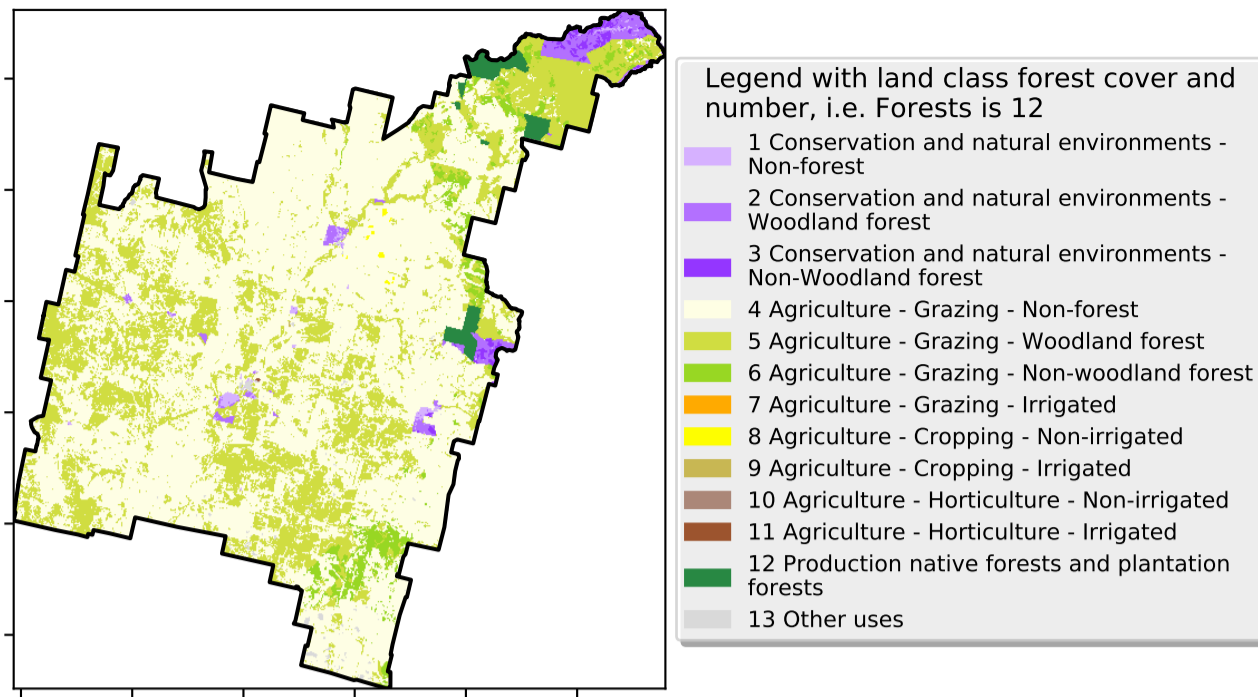 Legend with land class forest cover and
number, i.e. Forests is 12
1 Conservation and natural environments -
Non-forest
2 Conservation and natural environments -
Woodland forest
3 Conservation and natural environments -
Non-Woodland forest
4 Agriculture - Grazing - Non-forest
5 Agriculture - Grazing - Woodland forest
6 Agriculture - Grazing - Non-woodland forest
7 Agriculture - Grazing - Irrigated
8 Agriculture - Cropping - Non-irrigated
9 Agriculture - Cropping - Irrigated
10 Agriculture - Horticulture - Non-irrigated
11 Agriculture - Horticulture - Irrigated
12 Production native forests and plantation
forests
13 Other uses